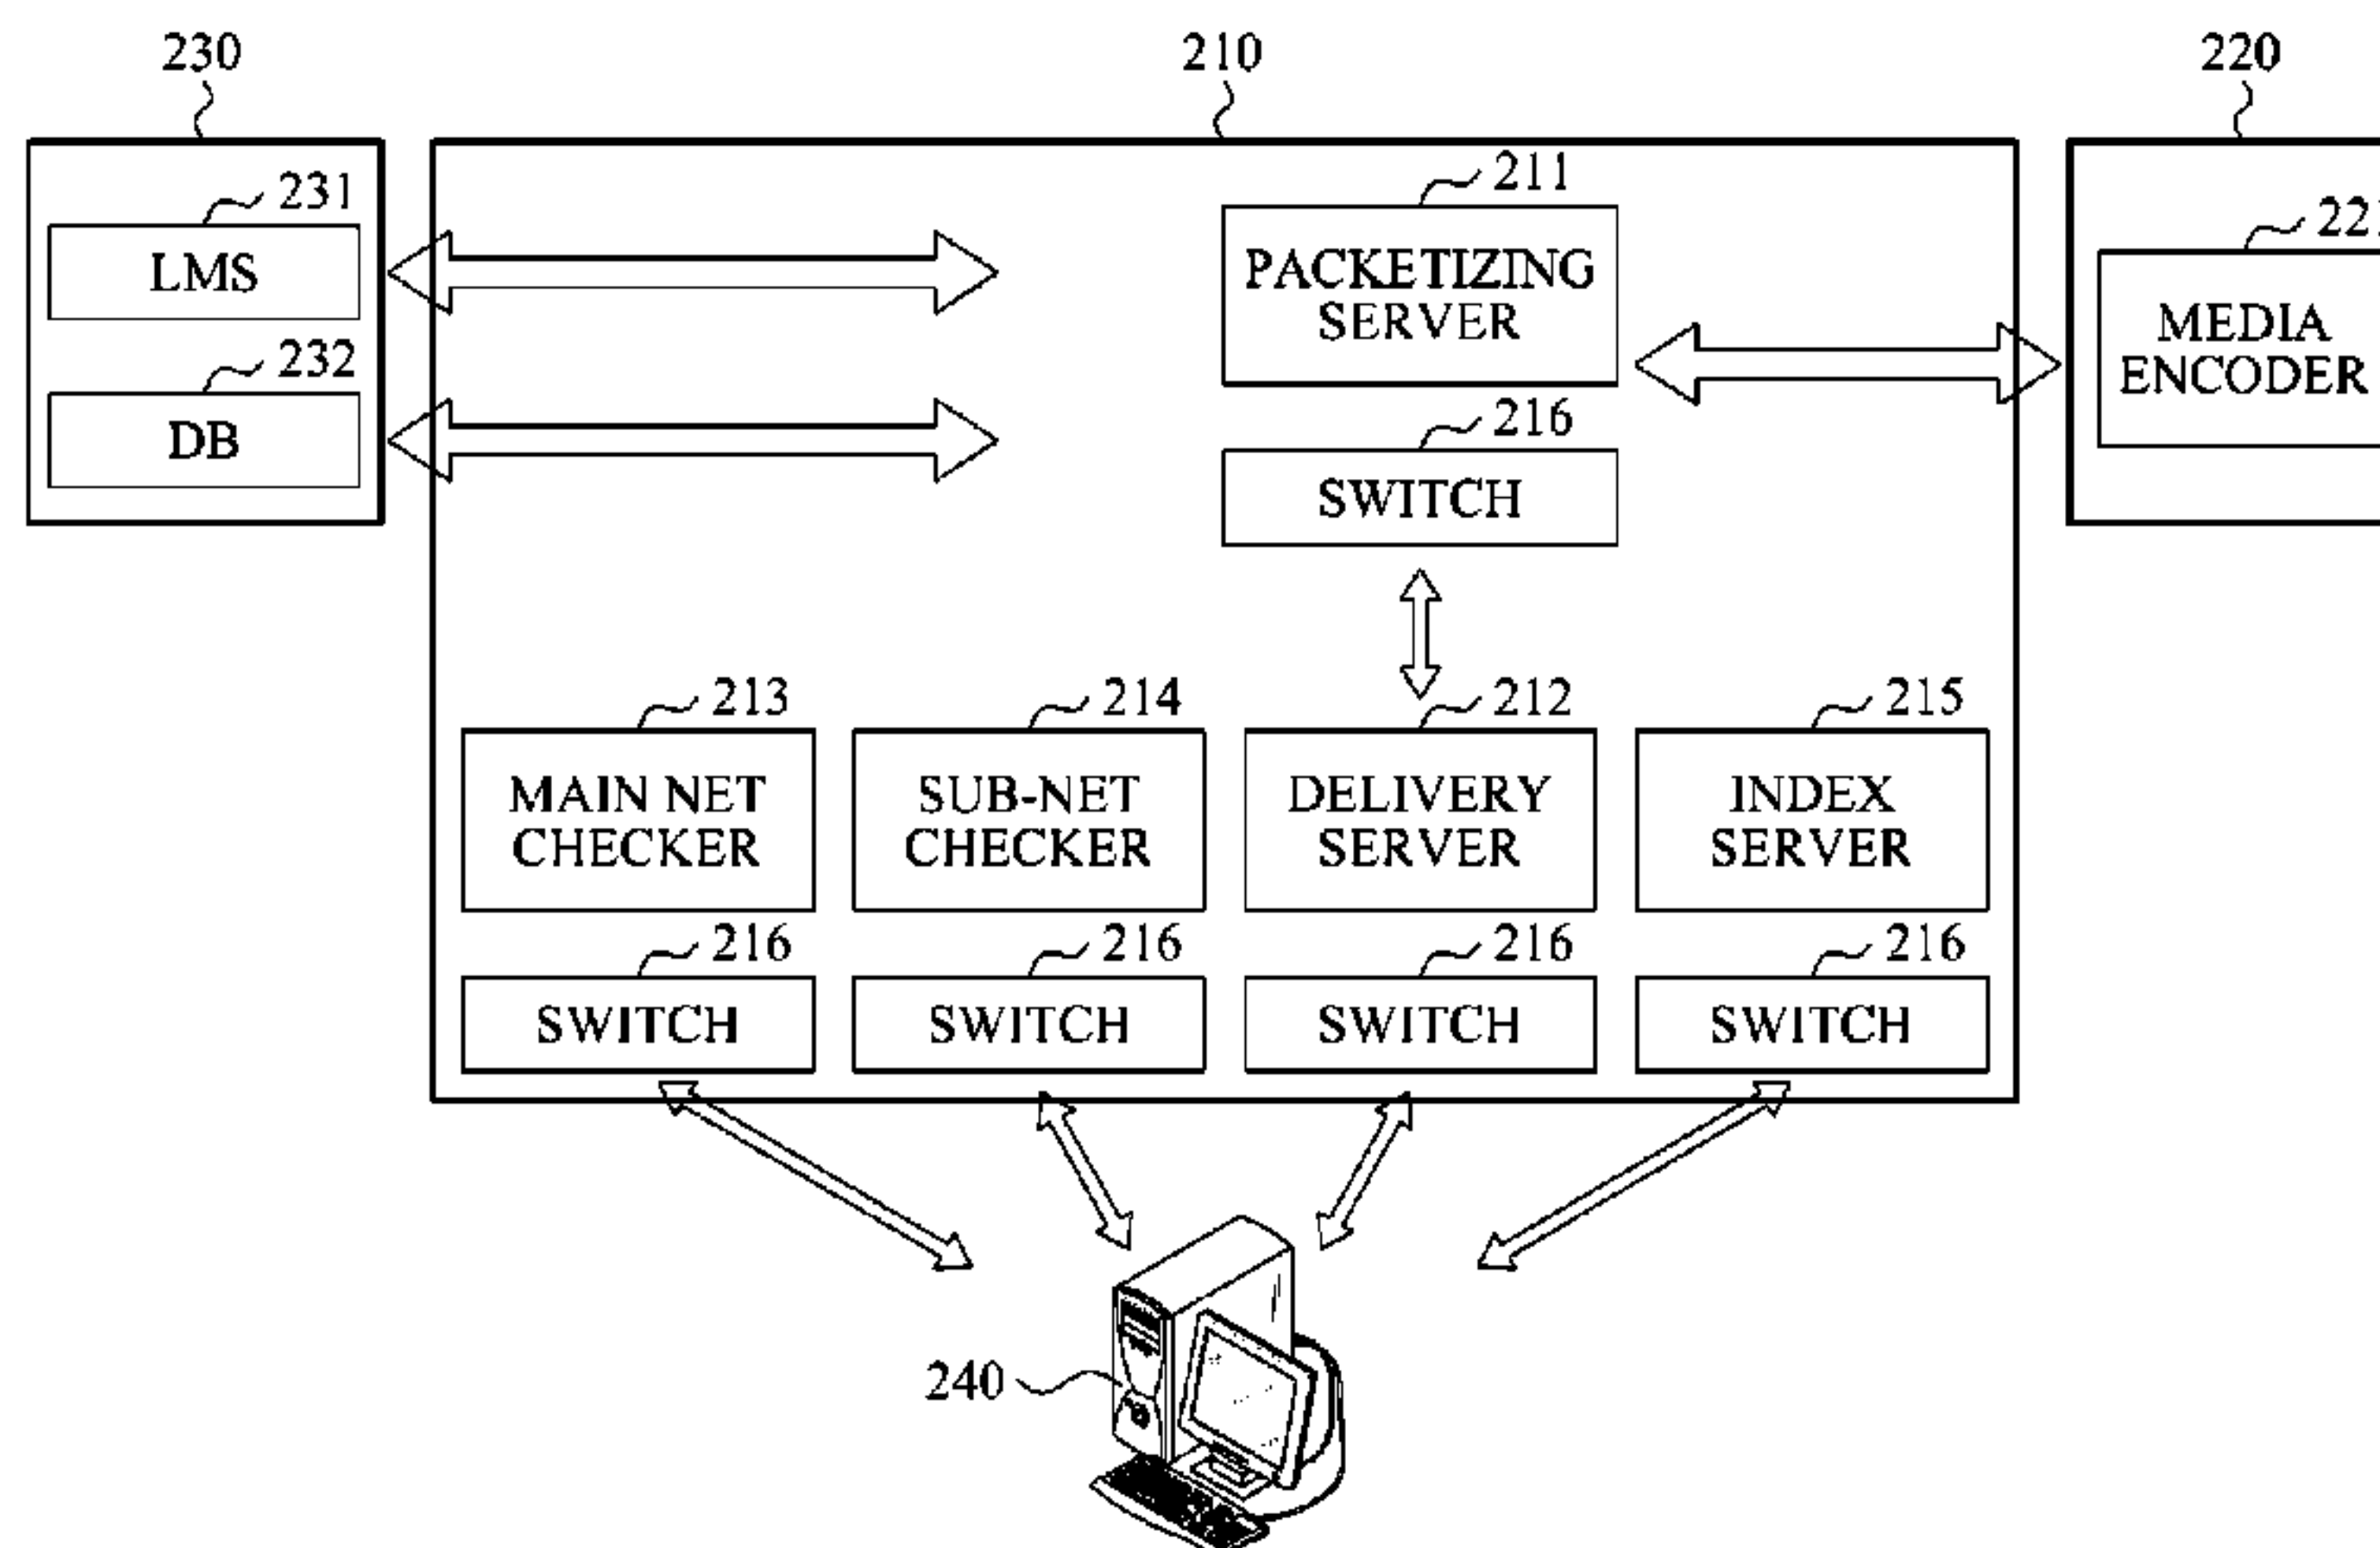 230
210
220
231
LMS
232
DB
211
PACKETIZING
SERVER
216
SWITCH
221
MEDIA
ENCODER
213
MAIN NET
CHECKER
214
SUB-NET
CHECKER
212
DELIVERY
SERVER
215
INDEX
SERVER
216
SWITCH
216
SWITCH
216
SWITCH
216
SWITCH
240